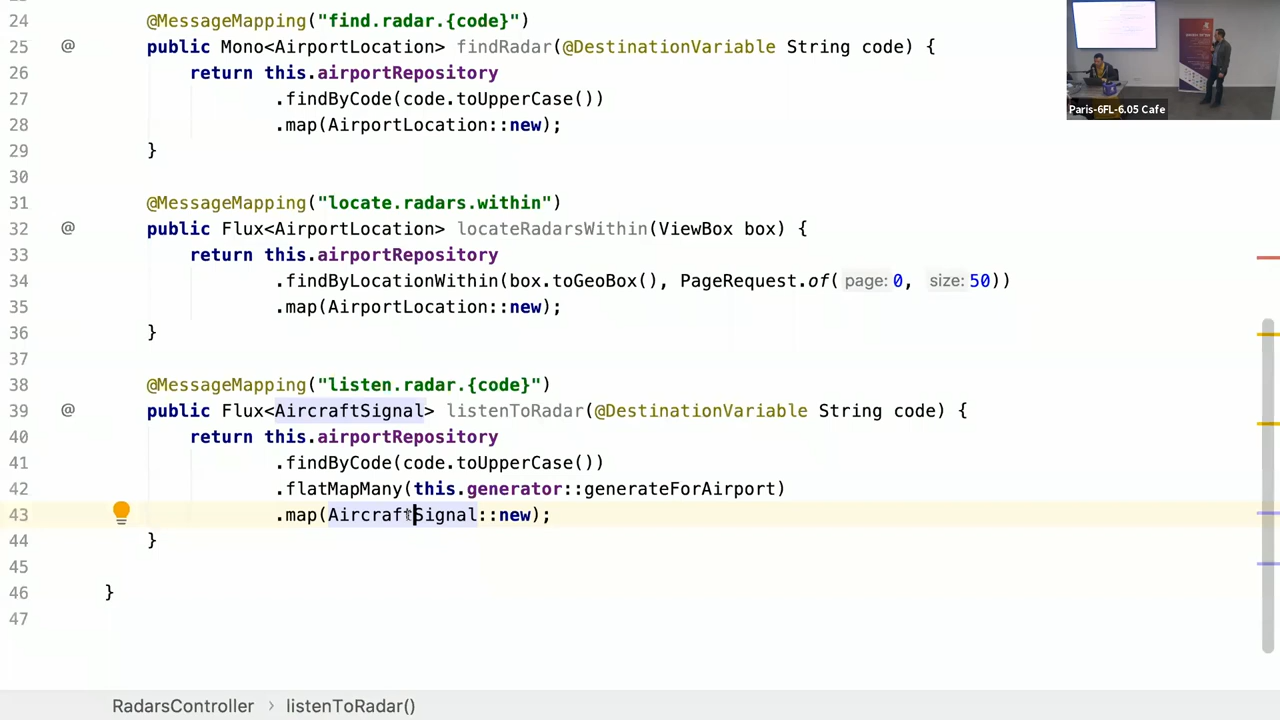 24 @MessageMapping("find.radar.{code}")
25 @ public Mono<AirportLocation> findRadar(@DestinationVariable String code) {
26 return this.airportRepository
27 .findByCode(code.toUpperCase())
28 .map(AirportLocation::new);
29 }
30
31 @MessageMapping("locate.radars.within")
32 @ public Flux<AirportLocation> locateRadarsWithin(ViewBox box) {
33 return this.airportRepository
34 .findByLocationWithin(box.toGeoBox(), PageRequest.of( page: 0, size: 50))
35 .map(AirportLocation::new);
36 }
37
38 @MessageMapping("listen.radar.{code}")
39 @ public Flux<AircraftSignal> listenToRadar(@DestinationVariable String code) {
40 return this.airportRepository
41 .findByCode(code.toUpperCase())
42 .flatMapMany(this.generator::generateForAirport)
43 .map(AircraftSignal::new);
44 }
45
46 }
47
RadarsController › listenToRadar()
Paris-6FL-6.05 Cafe